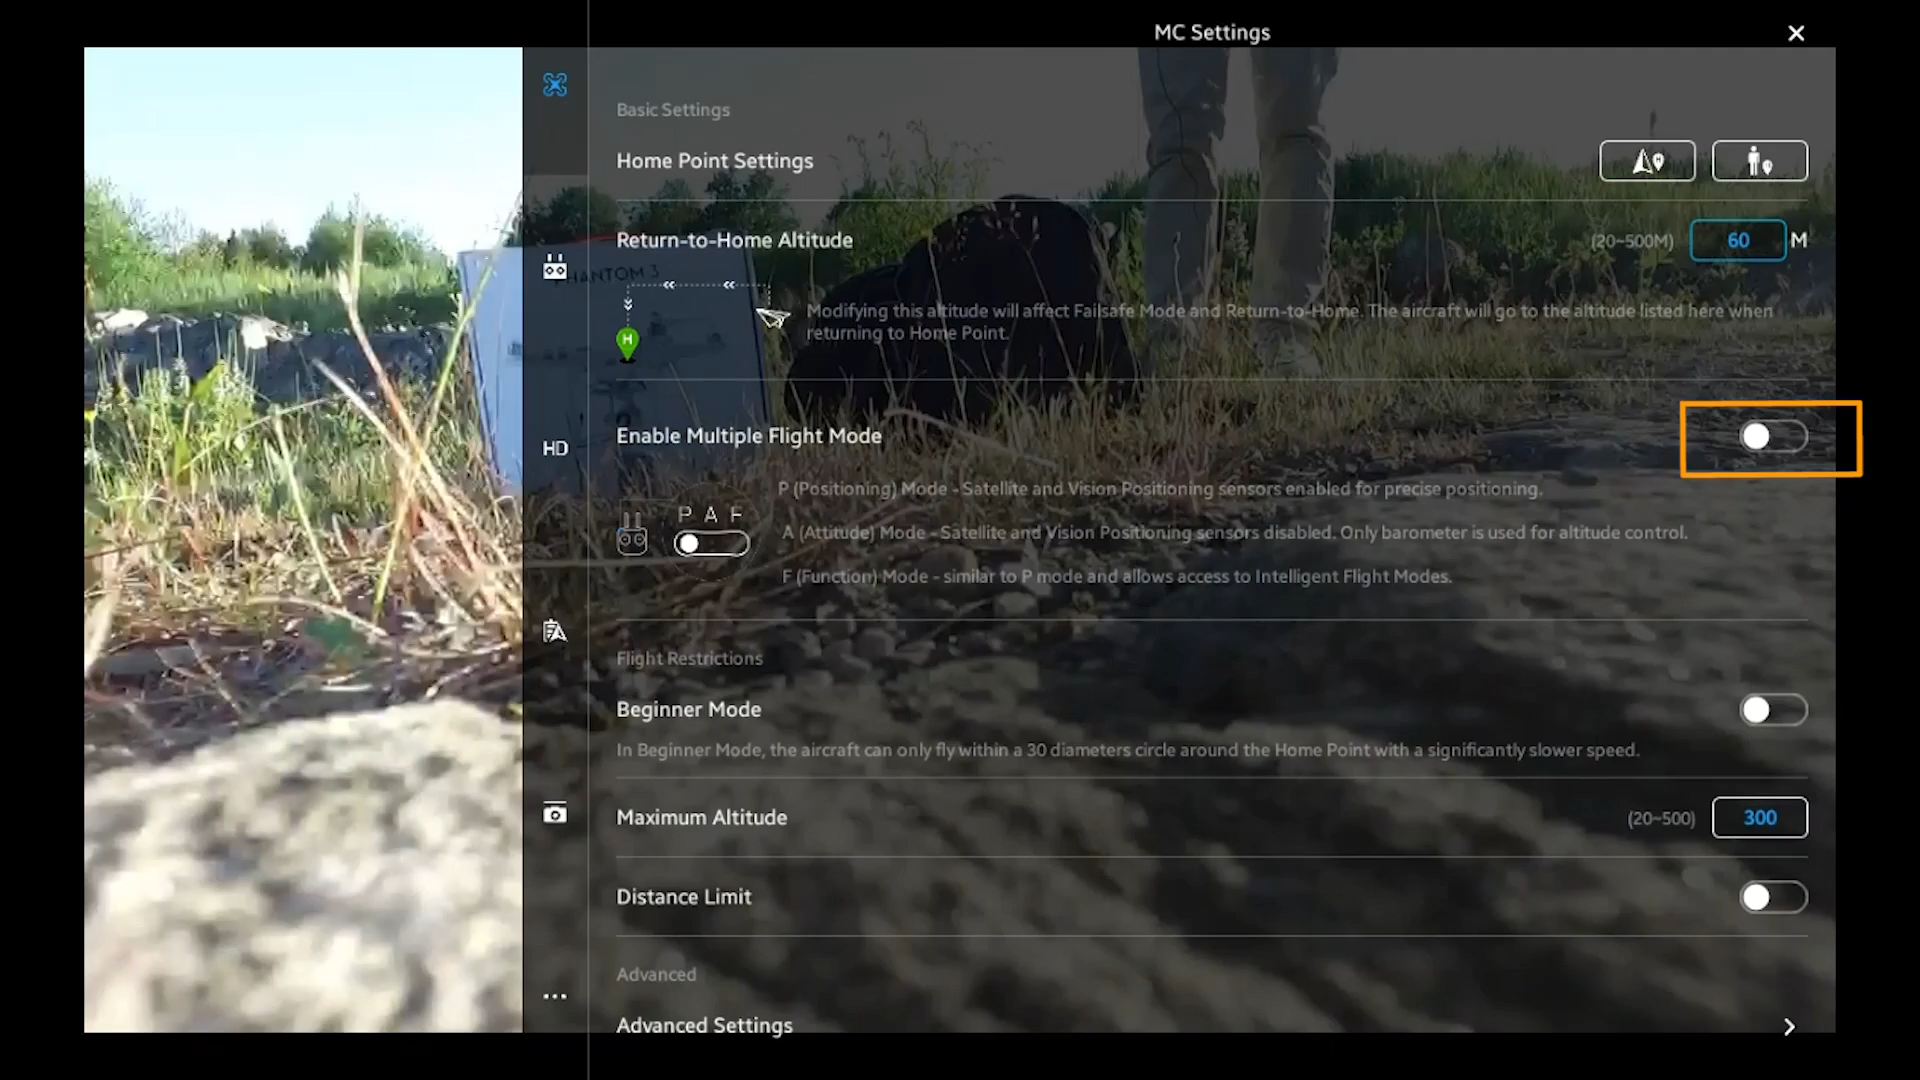 MC Settings
Basic Settings
Home Point Settings
Return-to-Home Altitude
(20~500M) 60 M
PHANTOM 3
Modifying this altitude will affect Failsafe Mode and Return-to-Home. The aircraft will go to the altitude listed here when
returning to Home Point.
H
Enable Multiple Flight Mode
HD
P (Positioning) Mode - Satellite and Vision Positioning sensors enabled for precise positioning.
P A F
A (Attitude) Mode - Satellite and Vision Positioning sensors disabled. Only barometer is used for altitude control.
F (Function) Mode - similar to P mode and allows access to Intelligent Flight Modes.
Flight Restrictions
Beginner Mode
In Beginner Mode, the aircraft can only fly within a 30 diameters circle around the Home Point with a significantly slower speed.
Maximum Altitude
(20~500) 300
Distance Limit
Advanced
Advanced Settings